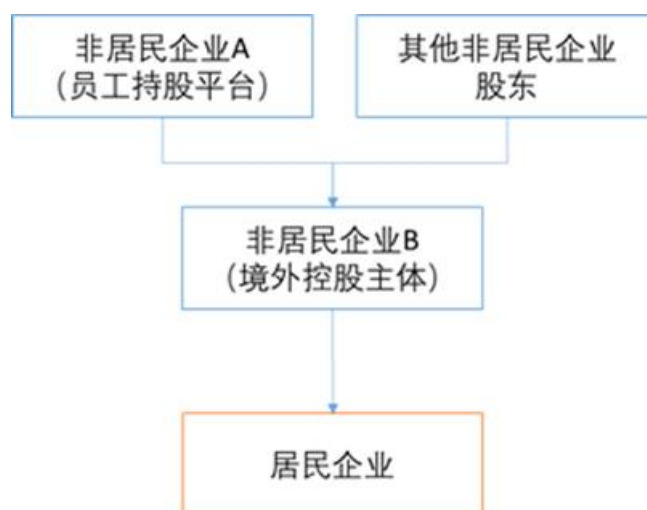 非居民企业A
（员工持股平台）
其他非居民企业
股东
非居民企业B
（境外控股主体）
居民企业